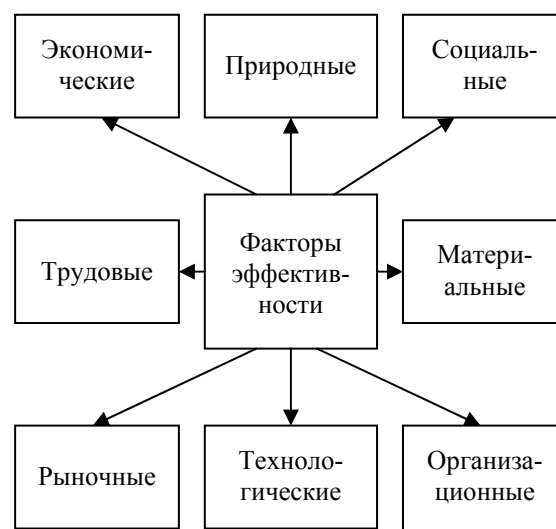 Экономи-
ческие
Природные
Социаль-
ные
Трудовые
Факторы
эффектив-
ности
Матери-
альные
Рыночные
Техноло-
гические
Организа-
ционные